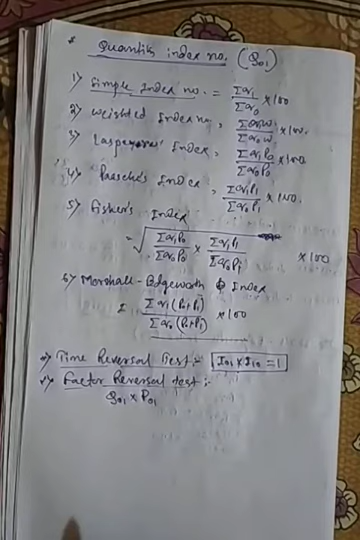 * Quantity index no. (Q₀₁)
1) Simple Index no. = Σq₁/Σq₀ × 100
2) Weighted Index no, = Σq₁w/Σq₀w × 100.
3) Laspeyres' Index, = Σq₁P₀/Σq₀P₀ × 100
4) Paasche's Index, = Σq₁P₁/Σq₀P₁ × 100.
5) Fisher's Index
= √(Σq₁P₀/Σq₀P₀ × Σq₁P₁/Σq₀P₁) × 100
6) Marshall-Edgeworth Index
= Σq₁(P₀+P₁)/Σq₀(P₀+P₁) × 100
Time Reversal Test :- I₀₁ × I₁₀ = 1
Factor Reversal test :-
Q₀₁ × P₀₁